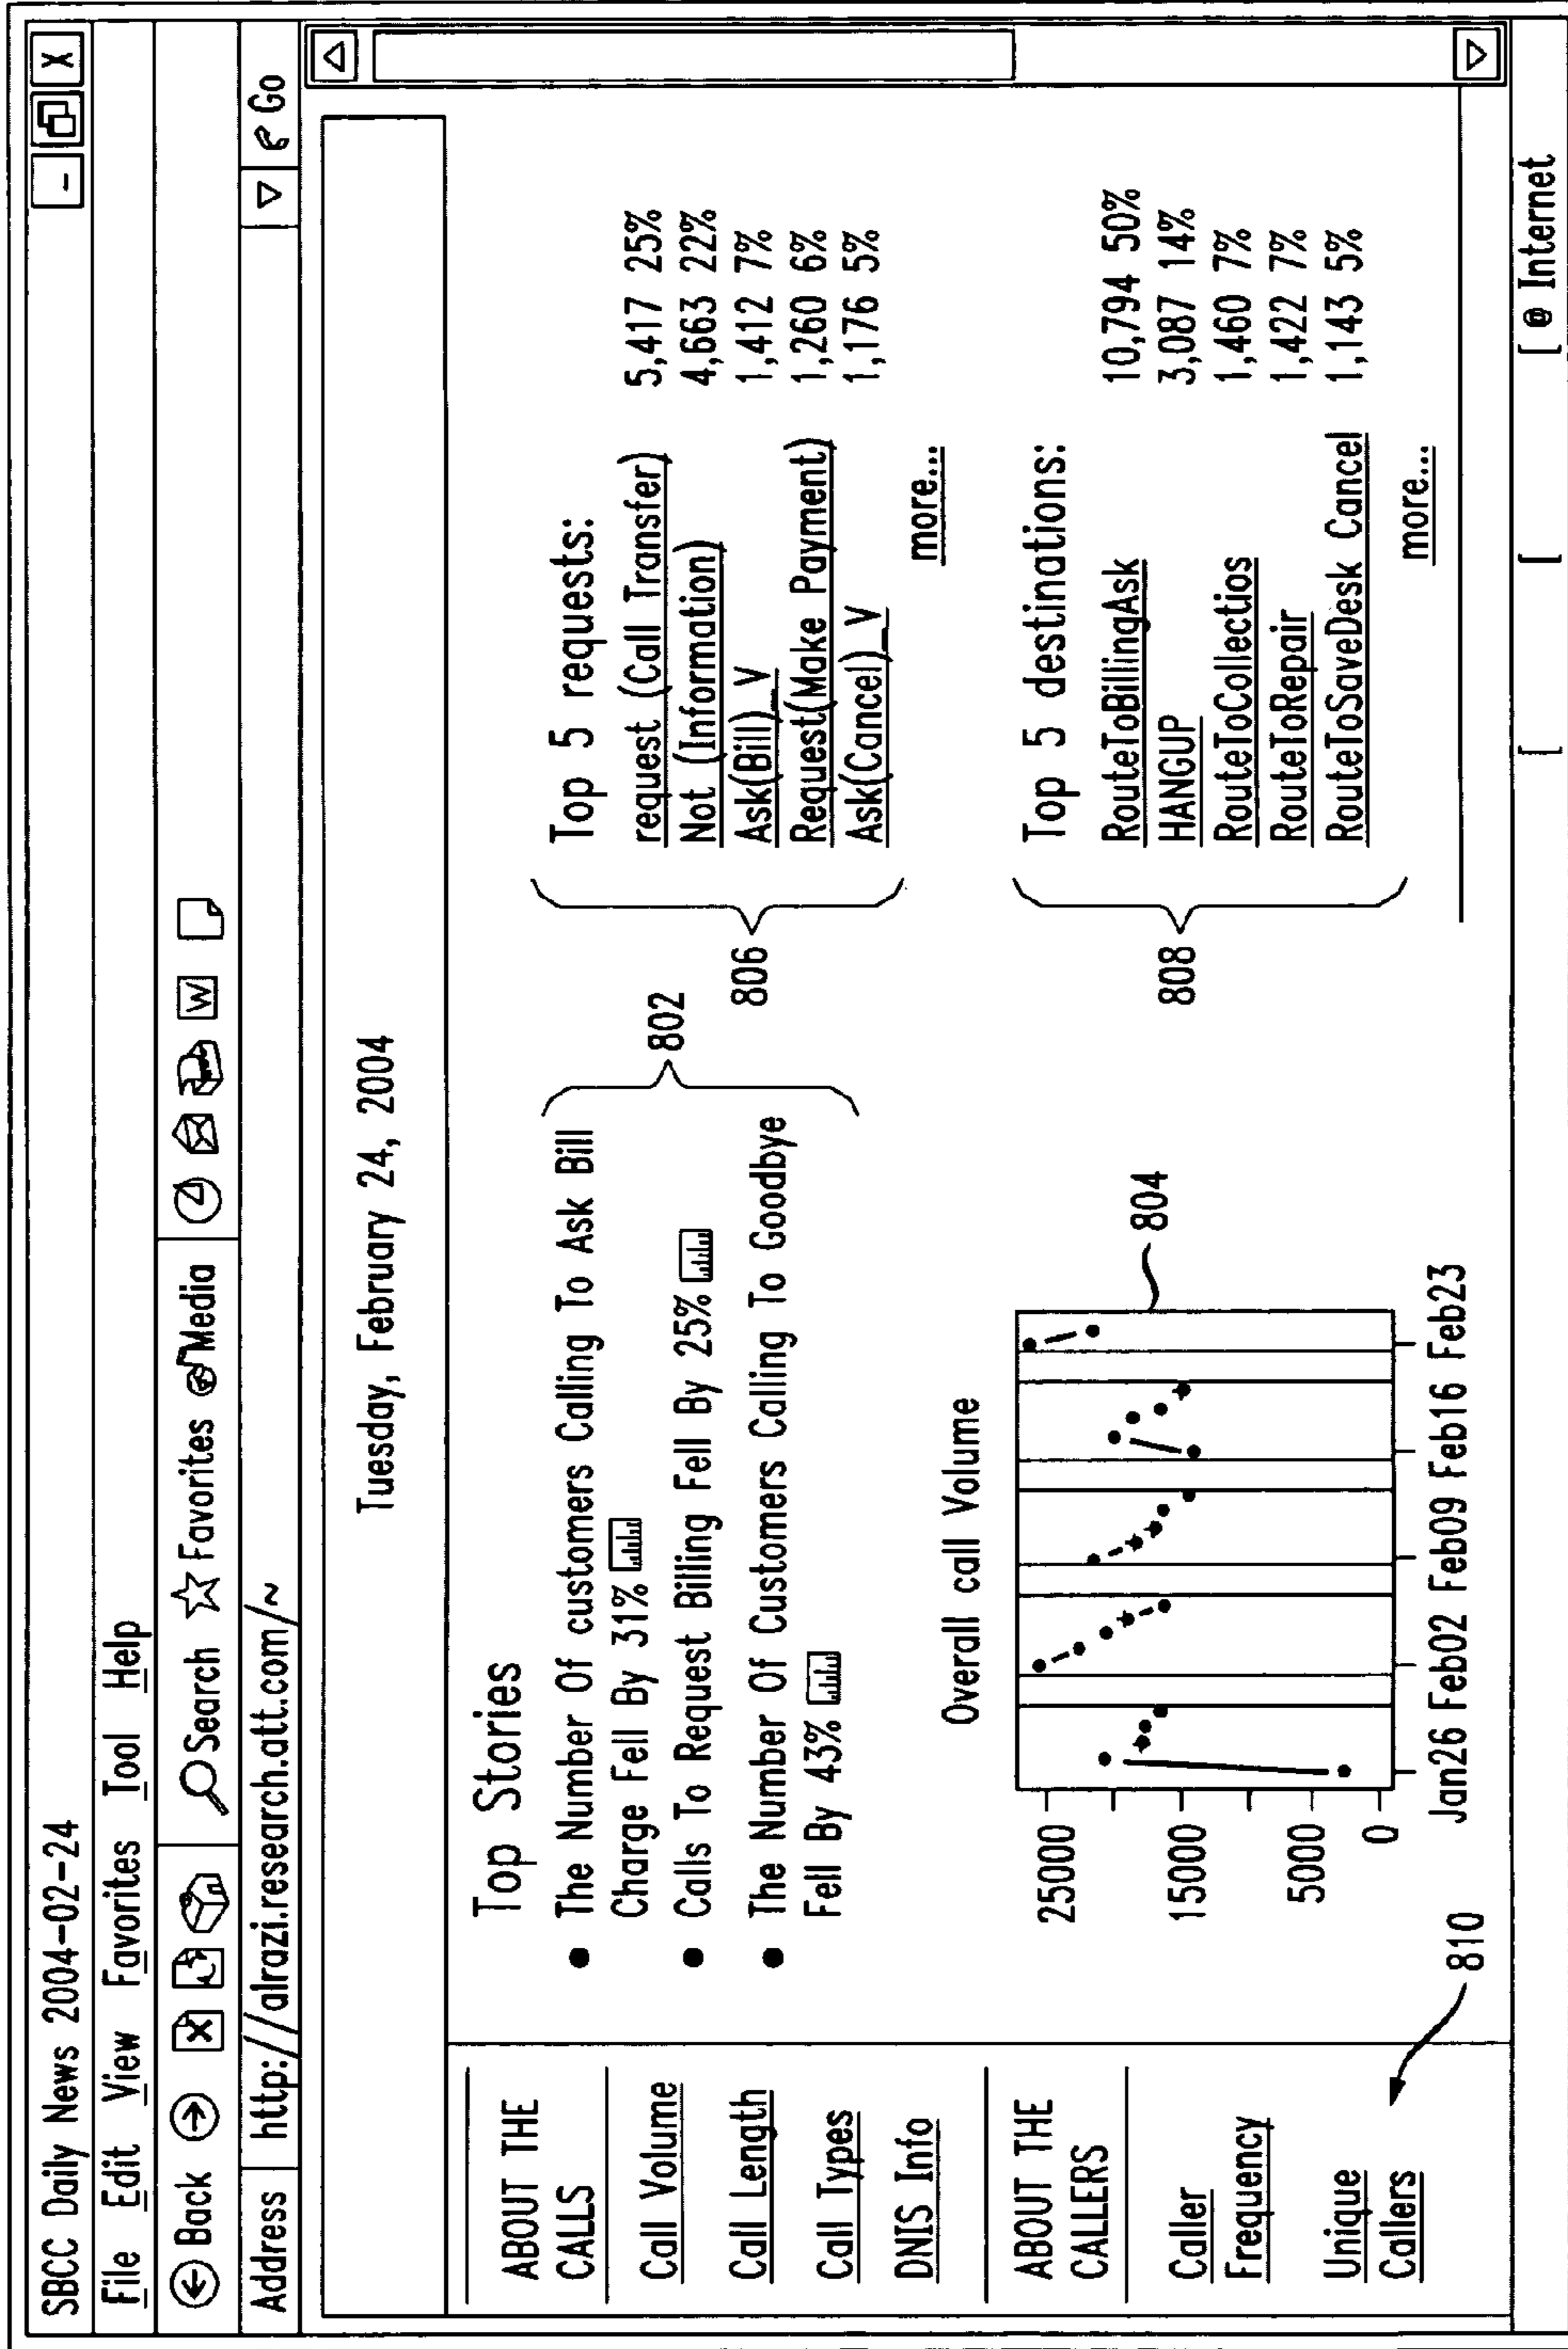 SBCC Daily News 2004-02-24
- X
File Edit View Favorites Tool Help
Back X Search Favorites Media W
Address http://alrazi.research.att.com/~ Go
Tuesday, February 24, 2004
ABOUT THE
CALLS
Call Volume
Call Length
Call Types
DNIS Info
ABOUT THE
CALLERS
Caller
Frequency
Unique
Callers
810
Top Stories
• The Number Of customers Calling To Ask Bill
Charge Fell By 31%
• Calls To Request Billing Fell By 25%
• The Number Of Customers Calling To Goodbye
Fell By 43%
802
Overall call Volume
25000
15000
5000
0
Jan26 Feb02 Feb09 Feb16 Feb23
804
Top 5 requests:
request (Call Transfer) 5,417 25%
Not (Information) 4,663 22%
Ask(Bill)_V 1,412 7%
Request(Make Payment) 1,260 6%
Ask(Cancel)_V 1,176 5%
more...
806
Top 5 destinations:
RouteToBillingAsk 10,794 50%
HANGUP 3,087 14%
RouteToCollectios 1,460 7%
RouteToRepair 1,422 7%
RouteToSaveDesk Cancel 1,143 5%
more...
808
[ [ [ @ Internet